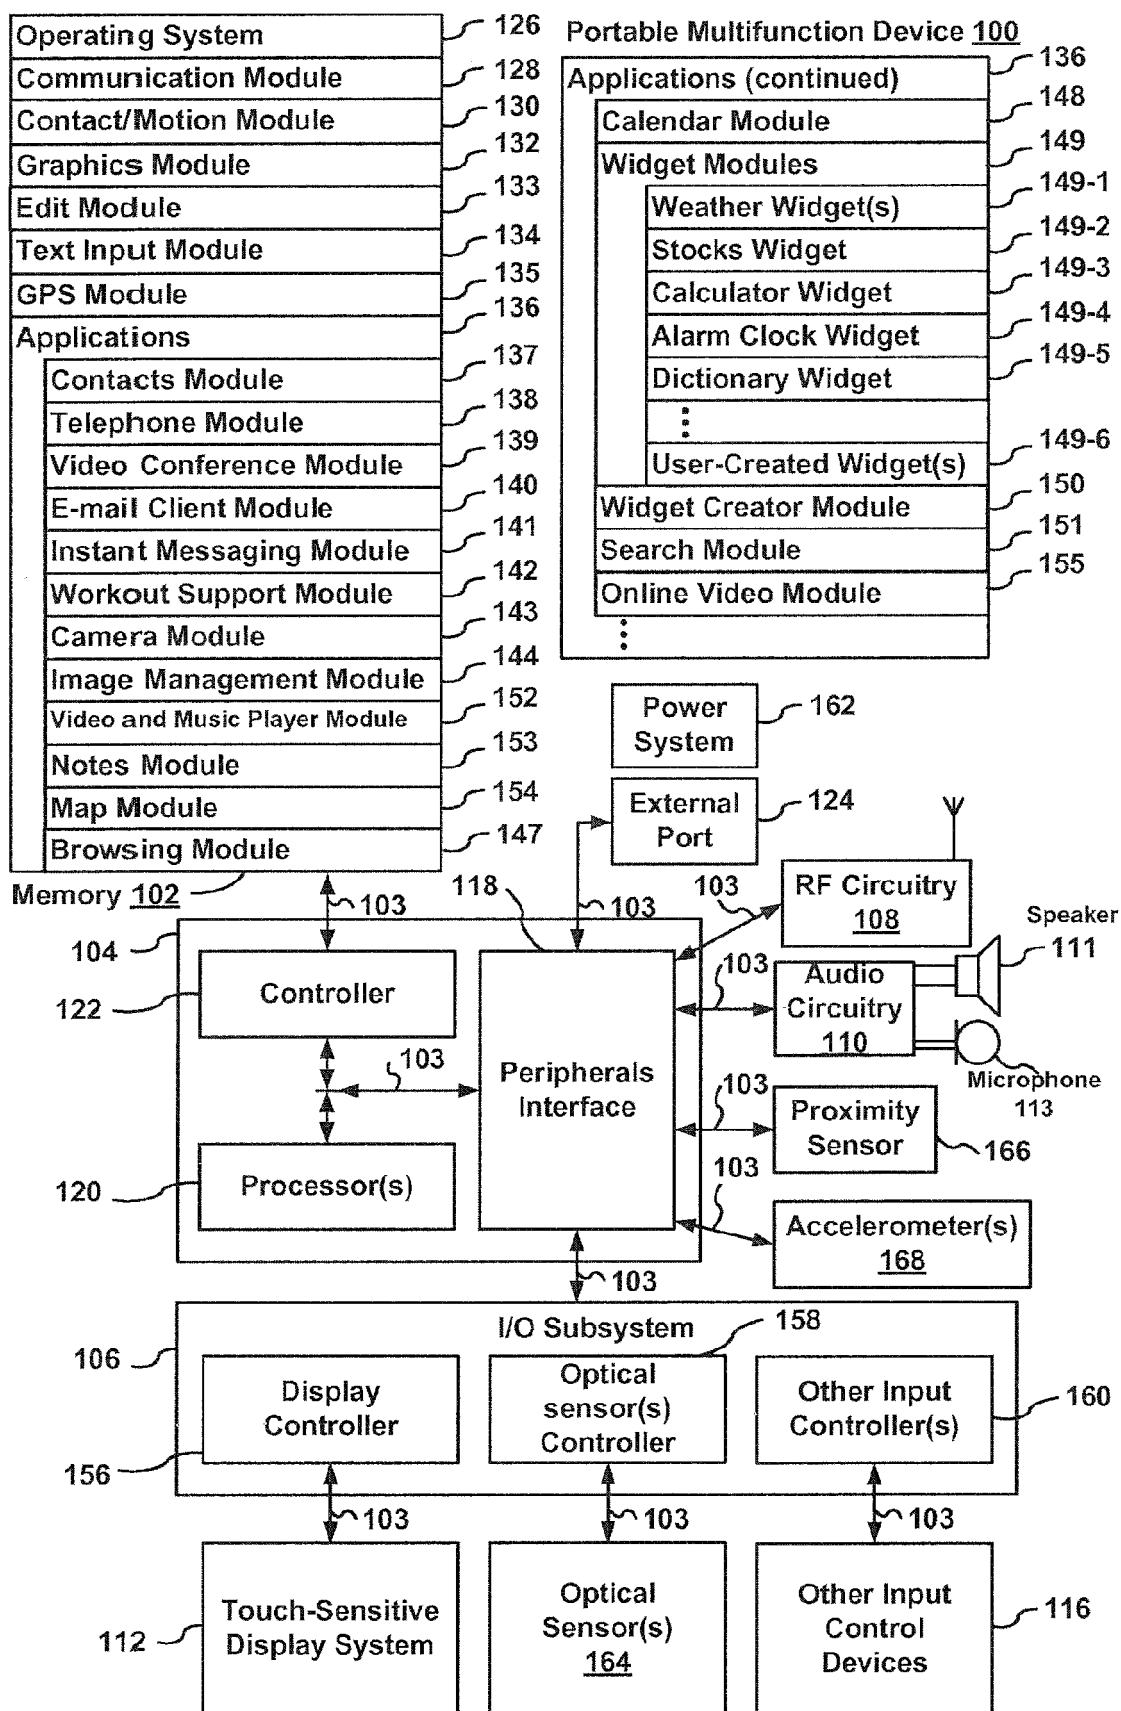 Operating System 126
Communication Module 128
Contact/Motion Module 130
Graphics Module 132
Edit Module 133
Text Input Module 134
GPS Module 135
Applications 136
Contacts Module 137
Telephone Module 138
Video Conference Module 139
E-mail Client Module 140
Instant Messaging Module 141
Workout Support Module 142
Camera Module 143
Image Management Module 144
Video and Music Player Module 152
Notes Module 153
Map Module 154
Browsing Module 147
Memory 102
Portable Multifunction Device 100
Applications (continued) 136
Calendar Module 148
Widget Modules 149
Weather Widget(s) 149-1
Stocks Widget 149-2
Calculator Widget 149-3
Alarm Clock Widget 149-4
Dictionary Widget 149-5
User-Created Widget(s) 149-6
Widget Creator Module 150
Search Module 151
Online Video Module 155
Power
System
162
External
Port
124
103
103
118
103
RF Circuitry
108
Speaker
111
104
Controller
122
103
Audio
Circuitry
110
Microphone
113
103
Peripherals
Interface
103
Proximity
Sensor
166
Processor(s)
120
103
Accelerometer(s)
168
103
I/O Subsystem
106
158
Display
Controller
156
Optical
sensor(s)
Controller
Other Input
Controller(s)
160
103
103
103
Touch-Sensitive
Display System
112
Optical
Sensor(s)
164
Other Input
Control
Devices
116